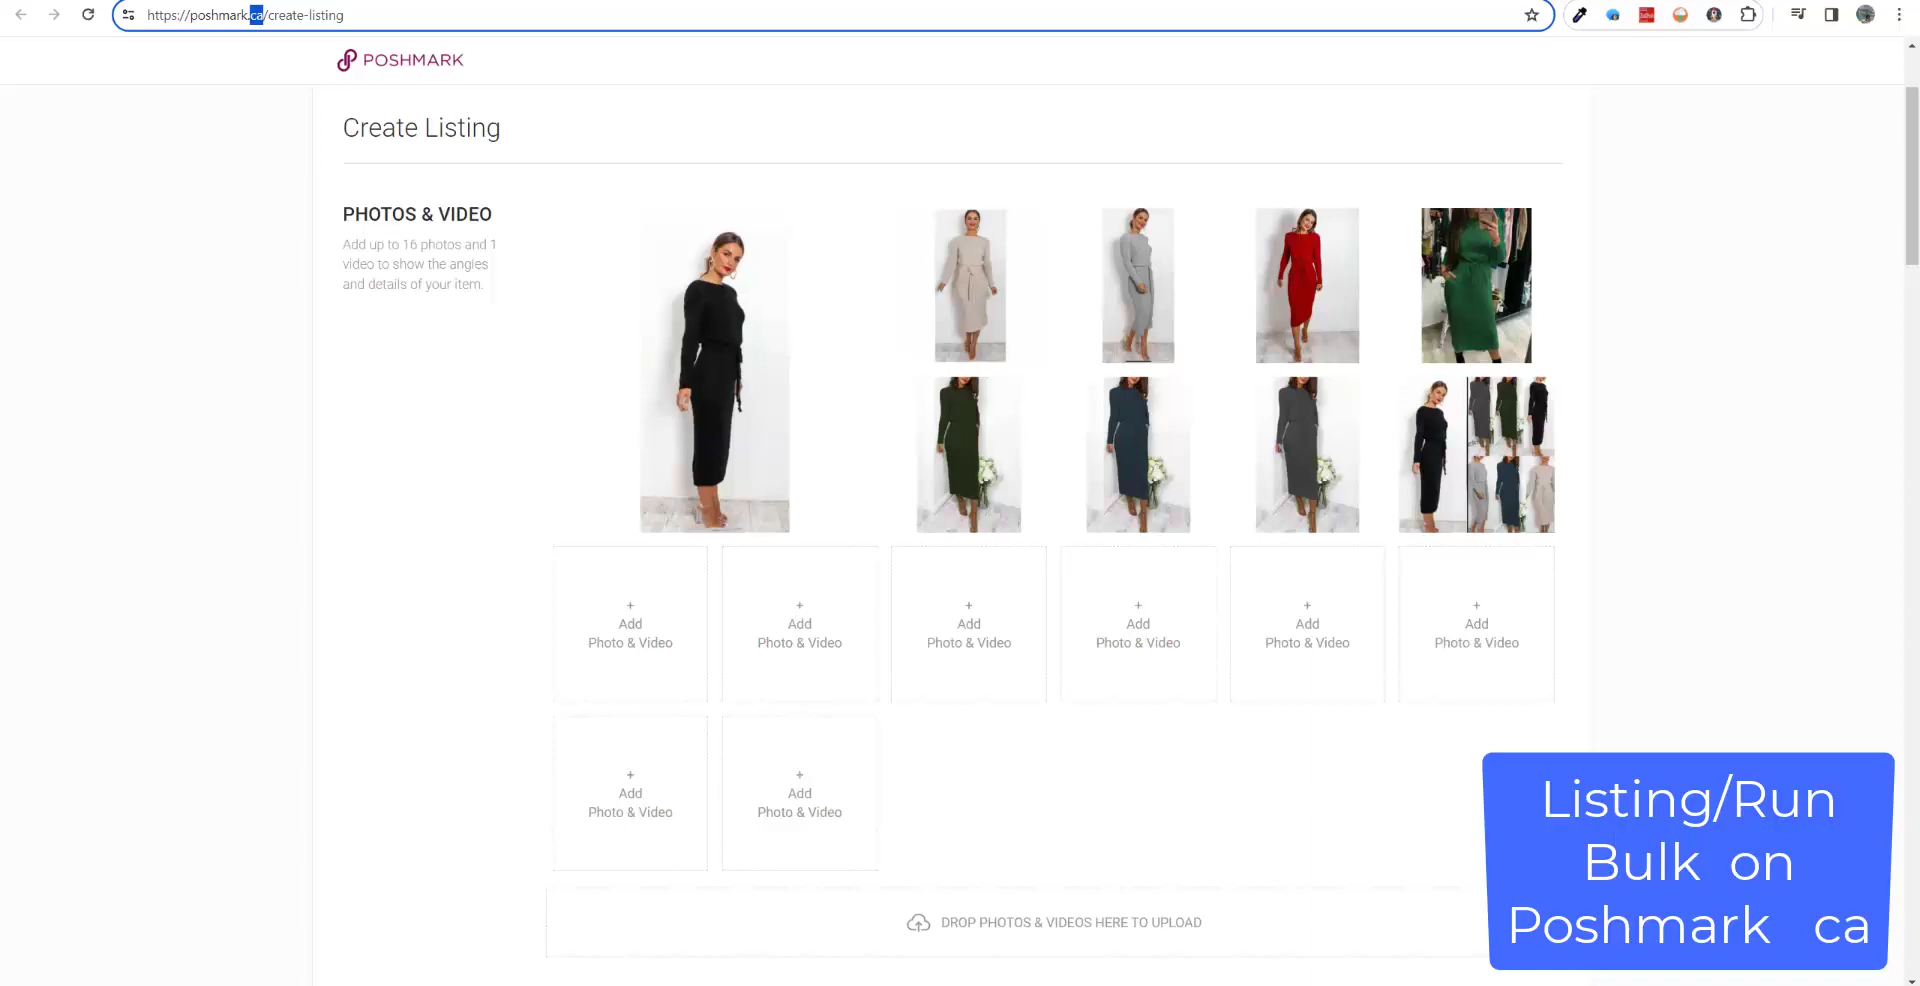 https://poshmark.ca/create-listing
POSHMARK
Create Listing
PHOTOS & VIDEO
Add up to 16 photos and 1
video to show the angles
and details of your item.
+
Add
Photo & Video
+
Add
Photo & Video
+
Add
Photo & Video
+
Add
Photo & Video
+
Add
Photo & Video
+
Add
Photo & Video
+
Add
Photo & Video
+
Add
Photo & Video
DROP PHOTOS & VIDEOS HERE TO UPLOAD
Listing/Run
Bulk on
Poshmark ca